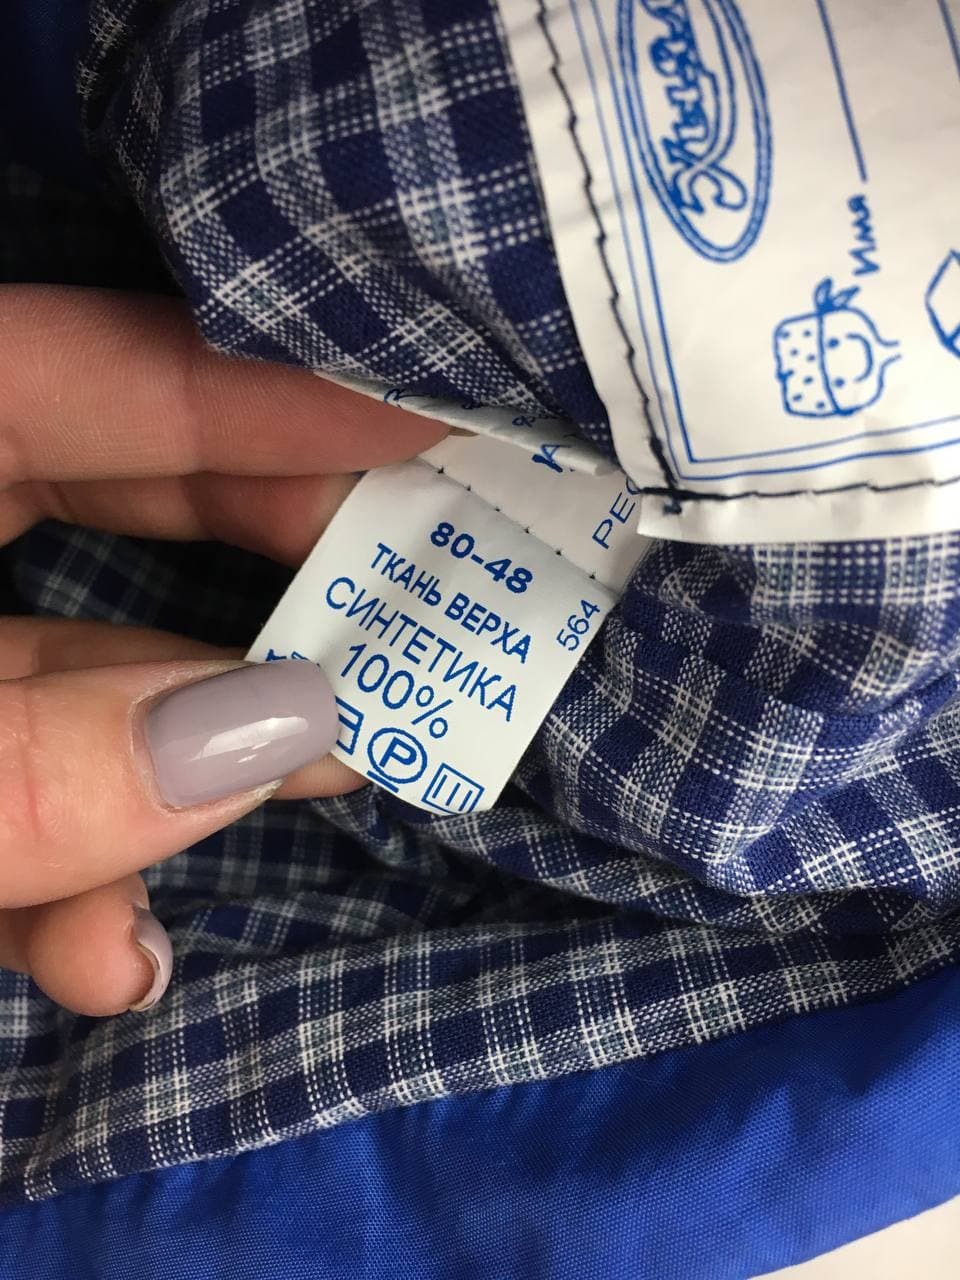 Имя
80-48
ТКАНЬ ВЕРХА
СИНТЕТИКА
100%
P
564